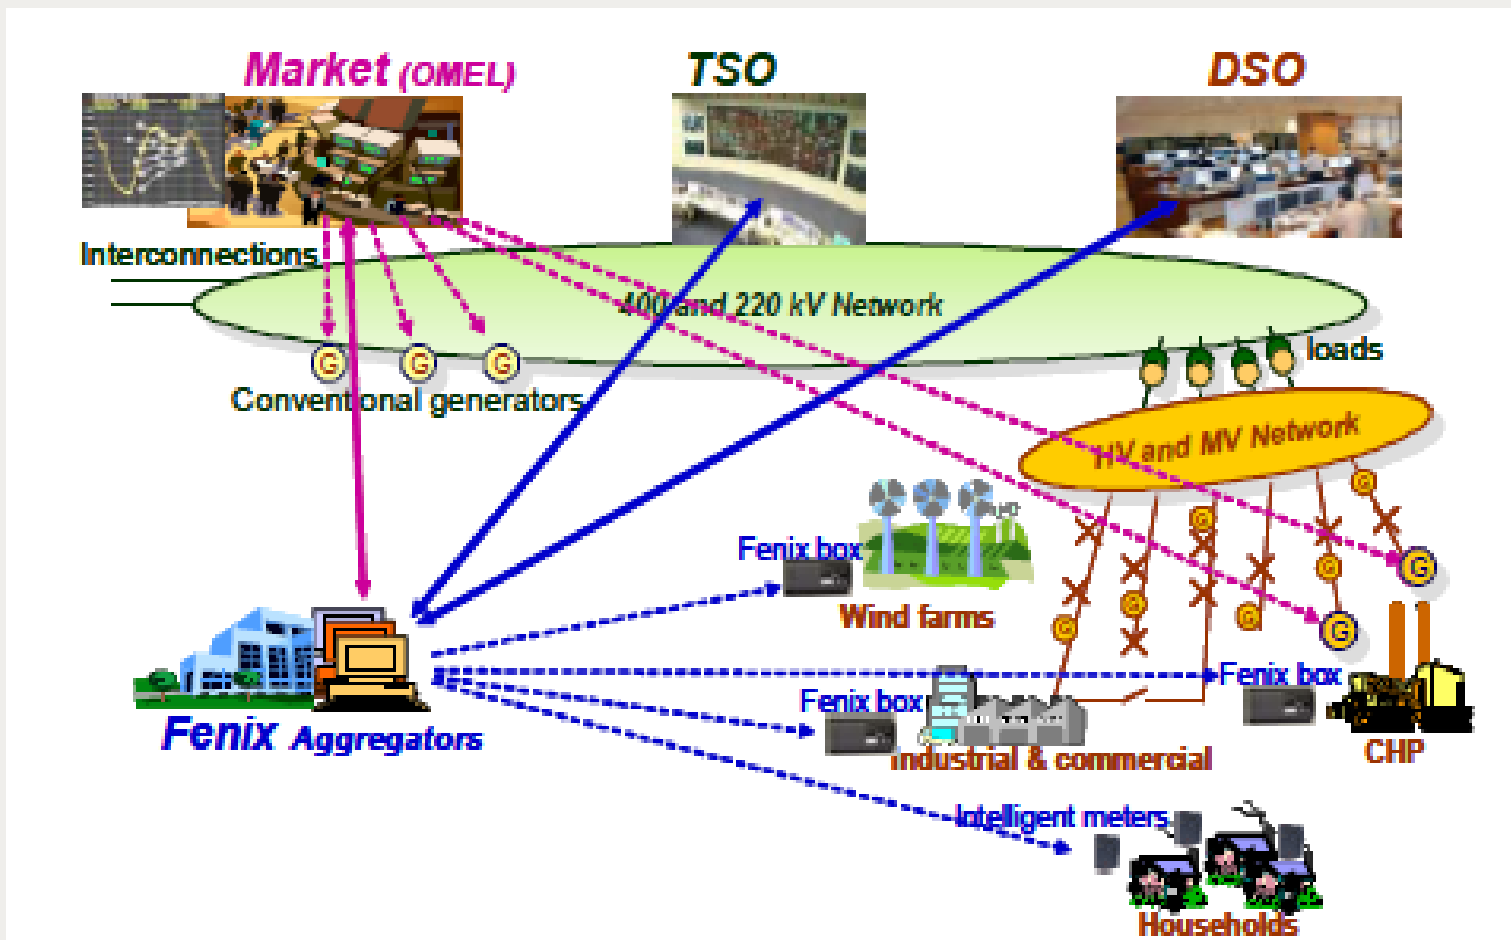 Market (OMEL)
TSO
DSO
Interconnections
400 and 220 kV Network
G
G
G
loads
Conventional generators
HV and MV Network
G
G
G
G
G
G
G
G
Fenix box
Wind farms
Fenix box
Fenix box
Fenix Aggregators
Industrial & commercial
CHP
Intelligent meters
Households